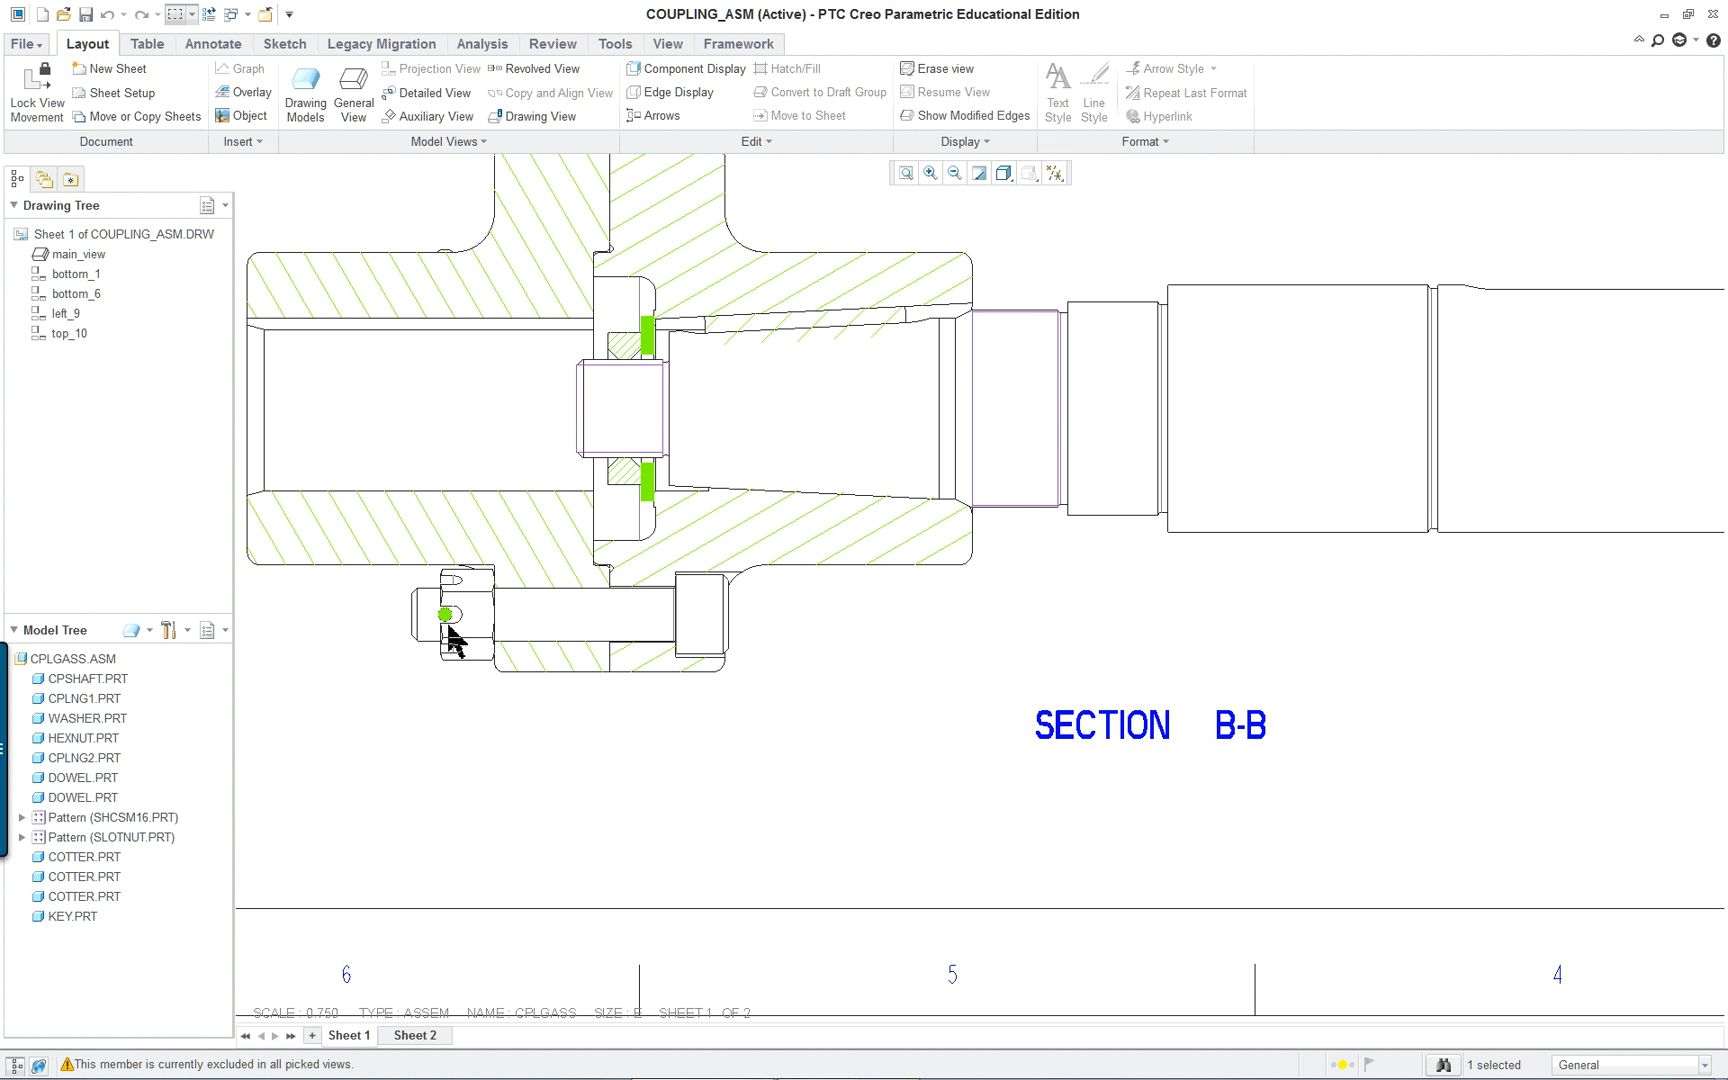 COUPLING_ASM (Active) - PTC Creo Parametric Educational Edition
File Layout Table Annotate Sketch Legacy Migration Analysis Review Tools View Framework
New Sheet Graph Projection View Revolved View Component Display Hatch/Fill Erase view Arrow Style
Sheet Setup Overlay Detailed View Copy and Align View Edge Display Convert to Draft Group Resume View Repeat Last Format
Lock View Movement Move or Copy Sheets Object Drawing Models General View Auxiliary View Drawing View Arrows Move to Sheet Show Modified Edges Text Style Line Style Hyperlink
Document Insert Model Views Edit Display Format
Drawing Tree
Sheet 1 of COUPLING_ASM.DRW
main_view
bottom_1
bottom_6
left_9
top_10
Model Tree
CPLGASS.ASM
CPSHAFT.PRT
CPLNG1.PRT
WASHER.PRT
HEXNUT.PRT
CPLNG2.PRT
DOWEL.PRT
DOWEL.PRT
Pattern (SHCSM16.PRT)
Pattern (SLOTNUT.PRT)
COTTER.PRT
COTTER.PRT
COTTER.PRT
KEY.PRT
SECTION B-B
6 5 4
SCALE : 0.750 TYPE : ASSEM NAME : CPLGASS SIZE : E SHEET 1 OF 2
Sheet 1 Sheet 2
This member is currently excluded in all picked views.
1 selected General